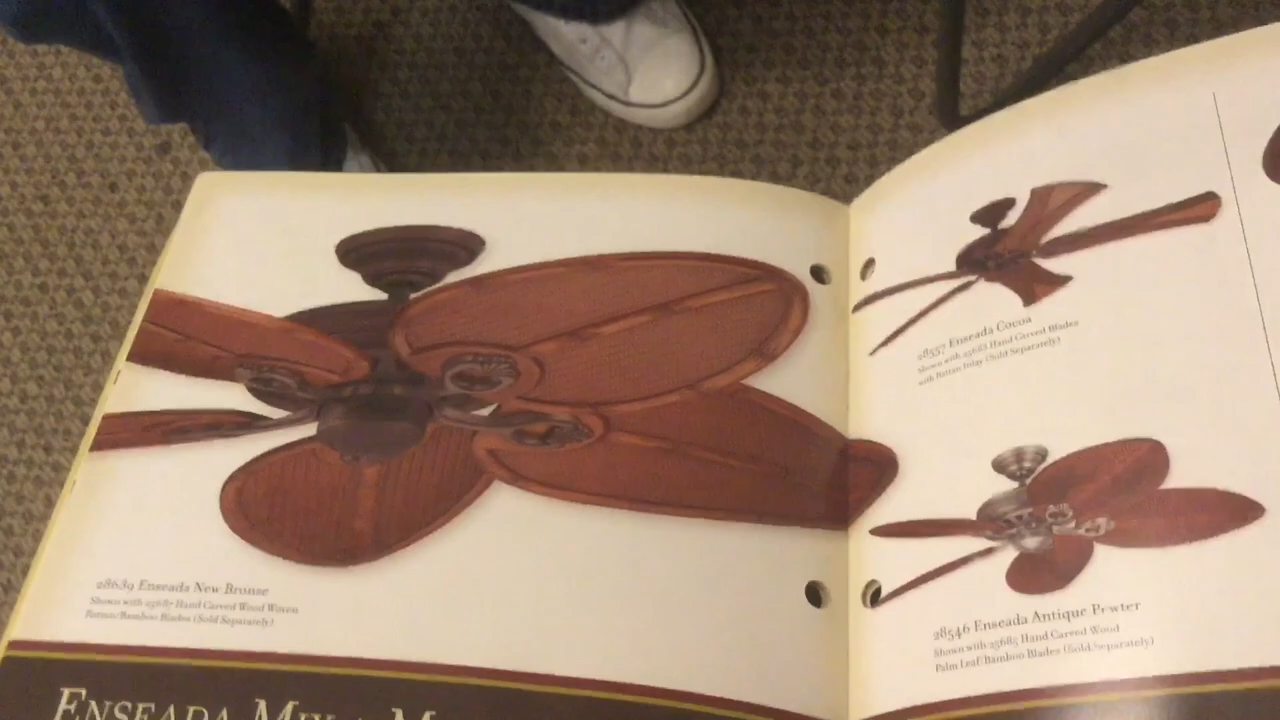 28639 Enseada New Bronze
Shown with 25687 Hand Carved Wood Woven
Rattan/Bamboo Blades (Sold Separately)
ENSEADA MIX
28557 Enseada Cocoa
Shown with Hand Carved Blades
with Rattan Inlay (Sold Separately)
28546 Enseada Antique Pewter
Shown with 25685 Hand Carved Wood
Palm Leaf/Bamboo Blades (Sold Separately)